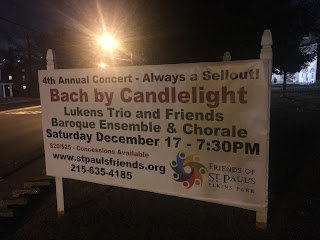 4th Annual Concert - Always a Sellout!
Bach by Candlelight
Lukens Trio and Friends
Baroque Ensemble & Chorale
Saturday December 17 - 7:30PM
$20/$25 - Concessions Available
www.stpaulsfriends.org
215-635-4185
FRIENDS OF
ST PAUL'S
ELKINS PARK